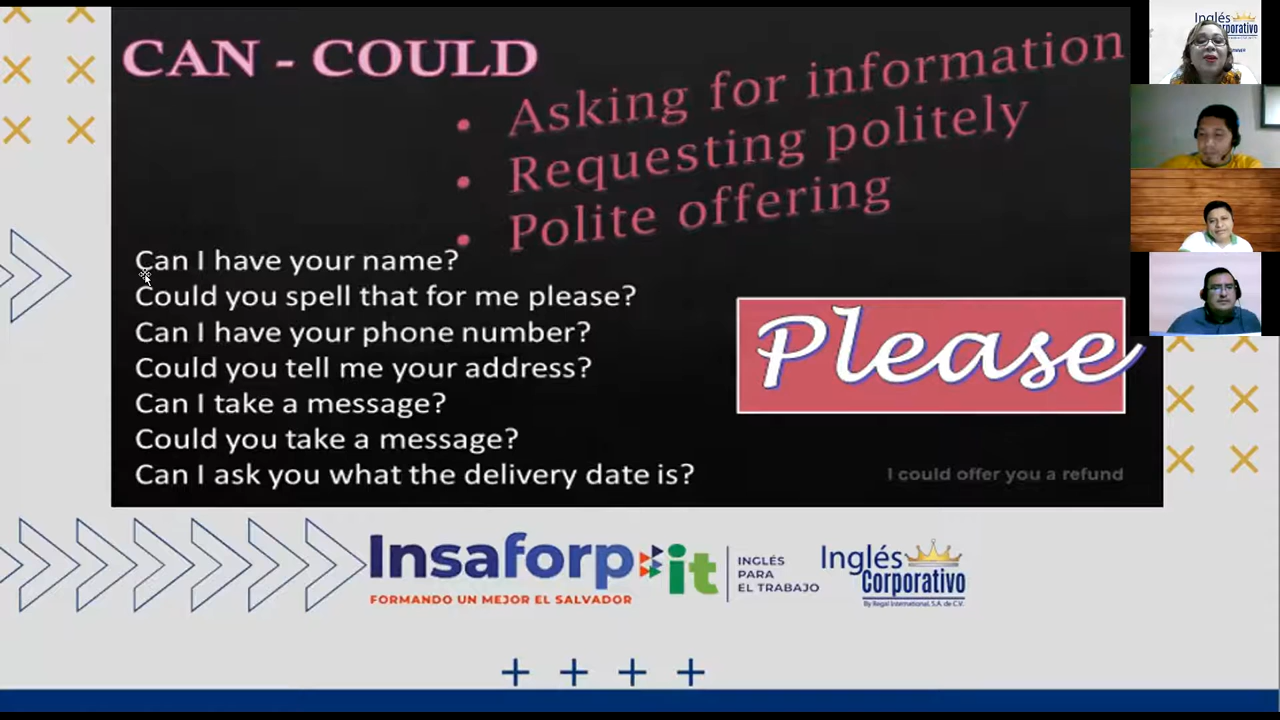 CAN - COULD
• Asking for information
• Requesting politely
• Polite offering
Can I have your name?
Could you spell that for me please?
Can I have your phone number?
Could you tell me your address?
Can I take a message?
Could you take a message?
Can I ask you what the delivery date is?
Please
I could offer you a refund
Insaforp
FORMANDO UN MEJOR EL SALVADOR
it
INGLÉS
PARA
EL TRABAJO
Inglés
Corporativo
By Regal International, S.A. de C.V.
Inglés
Corporativo